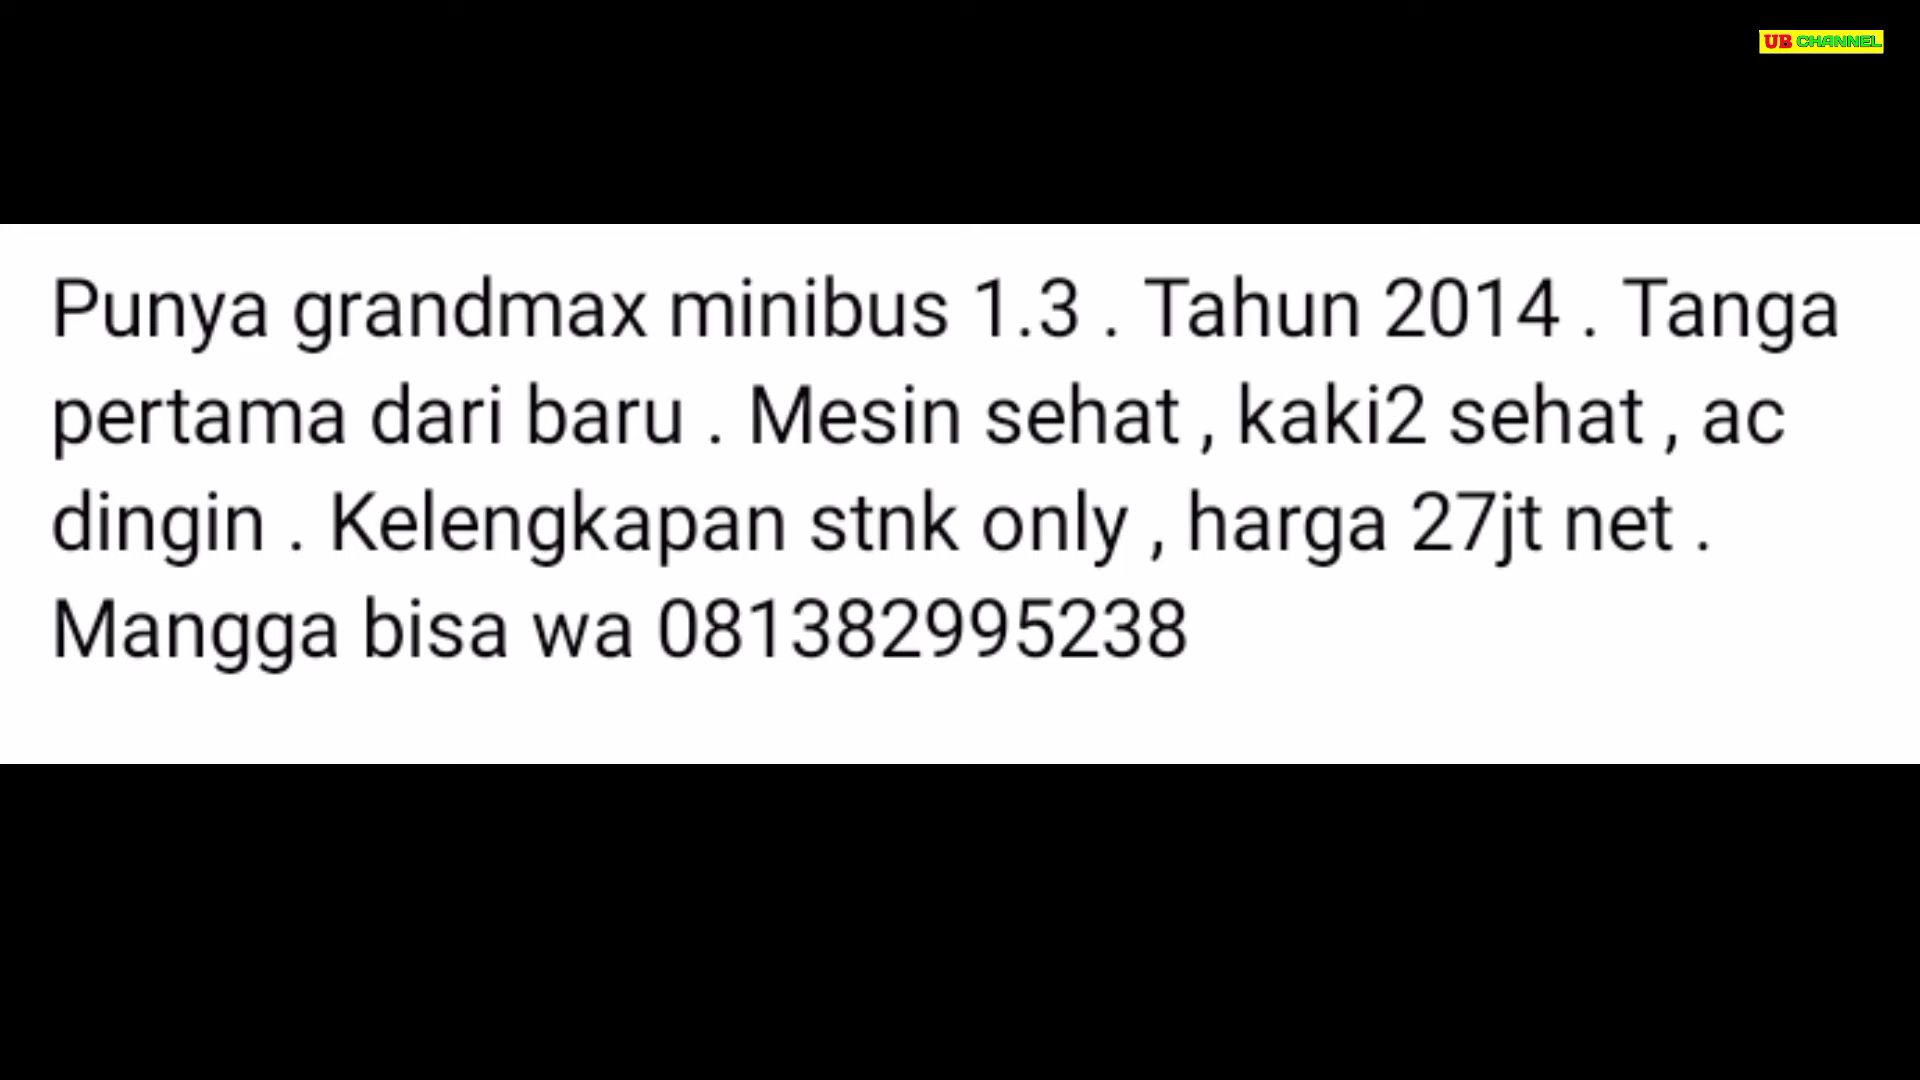 UB CHANNEL
Punya grandmax minibus 1.3 . Tahun 2014 . Tanga
pertama dari baru . Mesin sehat , kaki2 sehat , ac
dingin . Kelengkapan stnk only , harga 27jt net .
Mangga bisa wa 081382995238